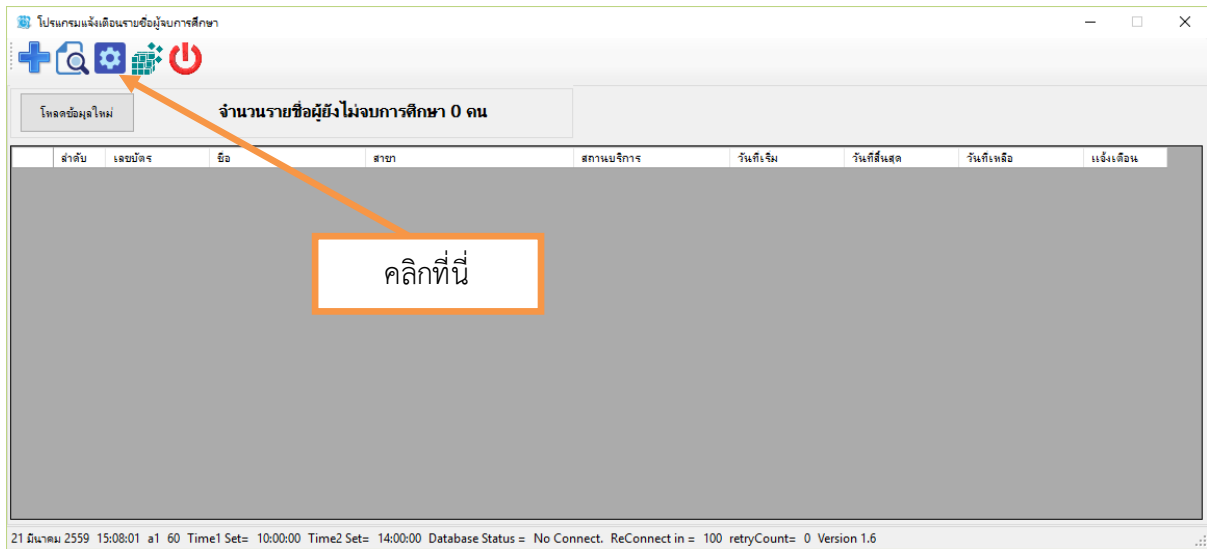 โปรแกรมแจ้งเตือนรายชื่อผู้จบการศึกษา
โหลดข้อมูลใหม่ จำนวนรายชื่อผู้ยังไม่จบการศึกษา 0 คน
ลำดับ เลขบัตร ชื่อ สาขา สถานบริการ วันที่เริ่ม วันที่สิ้นสุด วันที่เหลือ แจ้งเตือน
คลิกที่นี่
21 มีนาคม 2559 15:08:01 a1 60 Time1 Set= 10:00:00 Time2 Set= 14:00:00 Database Status = No Connect. ReConnect in = 100 retryCount= 0 Version 1.6